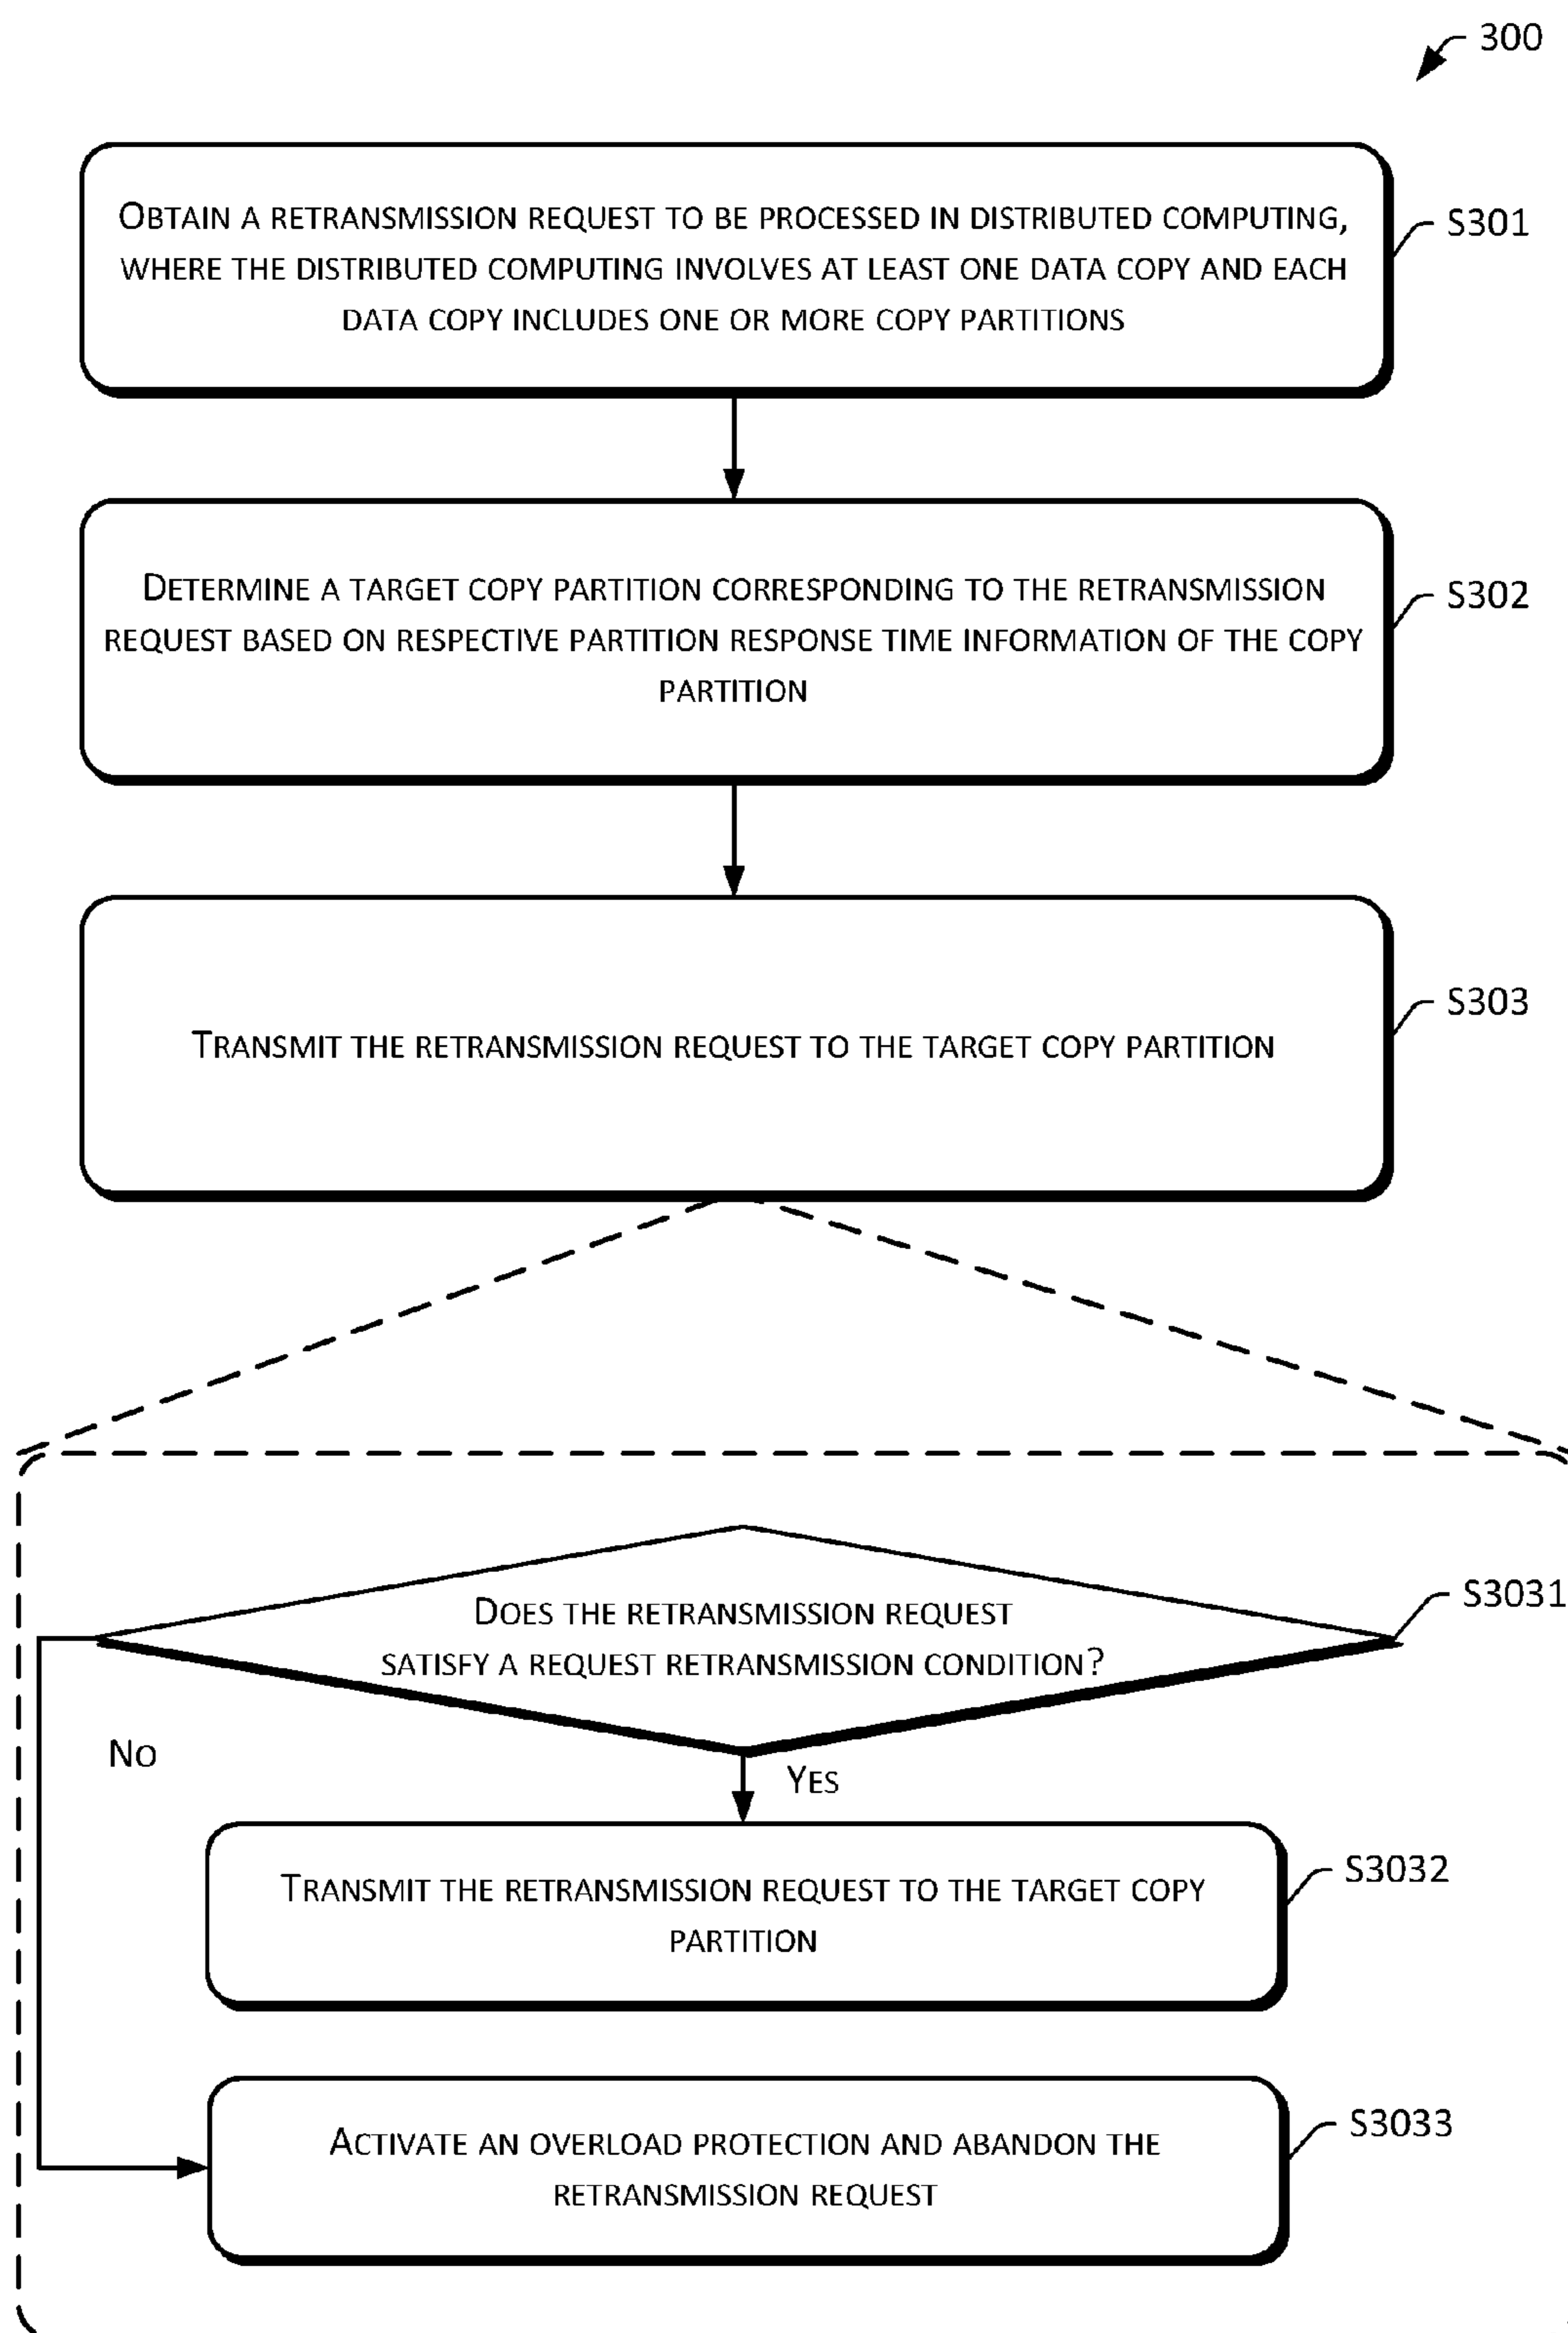 300
OBTAIN A RETRANSMISSION REQUEST TO BE PROCESSED IN DISTRIBUTED COMPUTING,
WHERE THE DISTRIBUTED COMPUTING INVOLVES AT LEAST ONE DATA COPY AND EACH
DATA COPY INCLUDES ONE OR MORE COPY PARTITIONS
S301
DETERMINE A TARGET COPY PARTITION CORRESPONDING TO THE RETRANSMISSION
REQUEST BASED ON RESPECTIVE PARTITION RESPONSE TIME INFORMATION OF THE COPY
PARTITION
S302
TRANSMIT THE RETRANSMISSION REQUEST TO THE TARGET COPY PARTITION
S303
DOES THE RETRANSMISSION REQUEST
SATISFY A REQUEST RETRANSMISSION CONDITION?
S3031
NO
YES
TRANSMIT THE RETRANSMISSION REQUEST TO THE TARGET COPY
PARTITION
S3032
ACTIVATE AN OVERLOAD PROTECTION AND ABANDON THE
RETRANSMISSION REQUEST
S3033